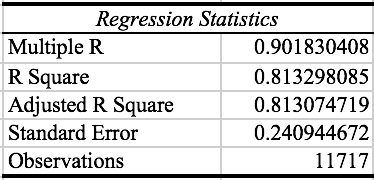 Regression Statistics
Multiple R 0.901830408
R Square 0.813298085
Adjusted R Square 0.813074719
Standard Error 0.240944672
Observations 11717